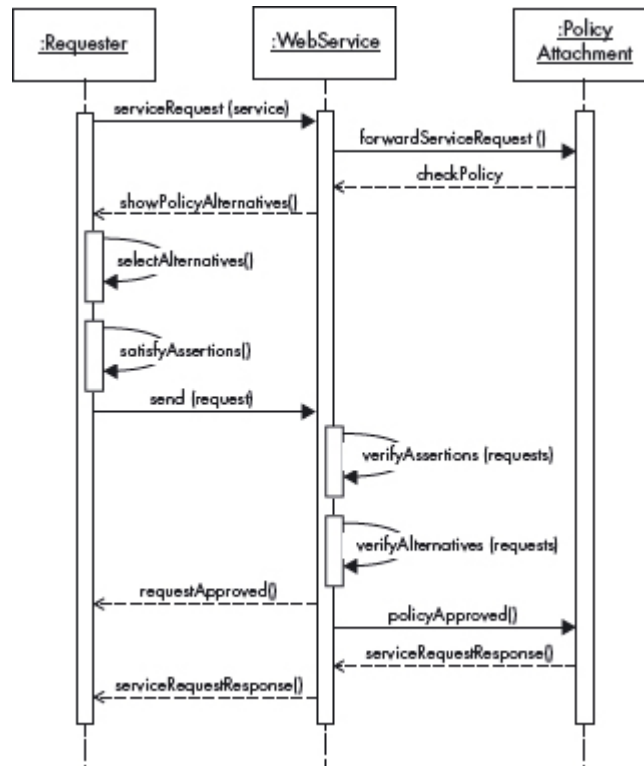 :Requester
:WebService
:Policy
Attachment
serviceRequest (service)
forwardServiceRequest ()
checkPolicy
showPolicyAlternatives()
selectAlternatives()
satisfyAssertions()
send (request)
verifyAssertions (requests)
verifyAlternatives (requests)
requestApproved()
policyApproved()
serviceRequestResponse()
serviceRequestResponse()